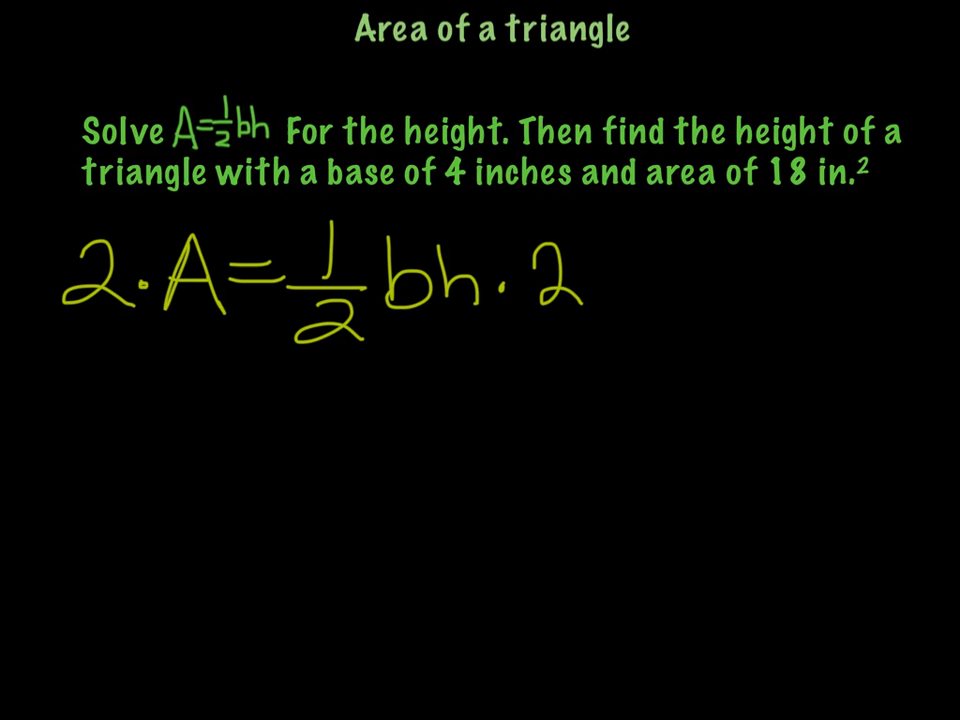 Area of a triangle
Solve A=½bh For the height. Then find the height of a
triangle with a base of 4 inches and area of 18 in.²
2·A=½bh·2